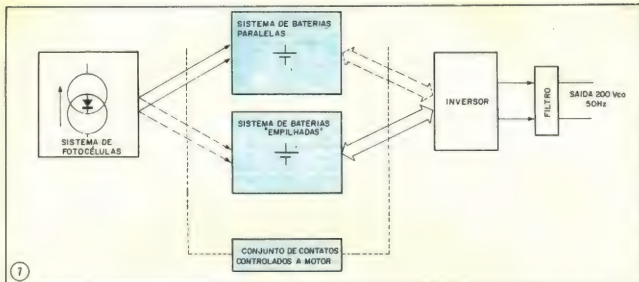 SISTEMA DE BATERIAS
PARALELAS
SISTEMA DE
FOTOCÉLULAS
SISTEMA DE BATERIAS
"EMPILHADAS"
INVERSOR
FILTRO
SAIDA 200 Vca
50Hz
CONJUNTO DE CONTATOS
CONTROLADOS A MOTOR
7